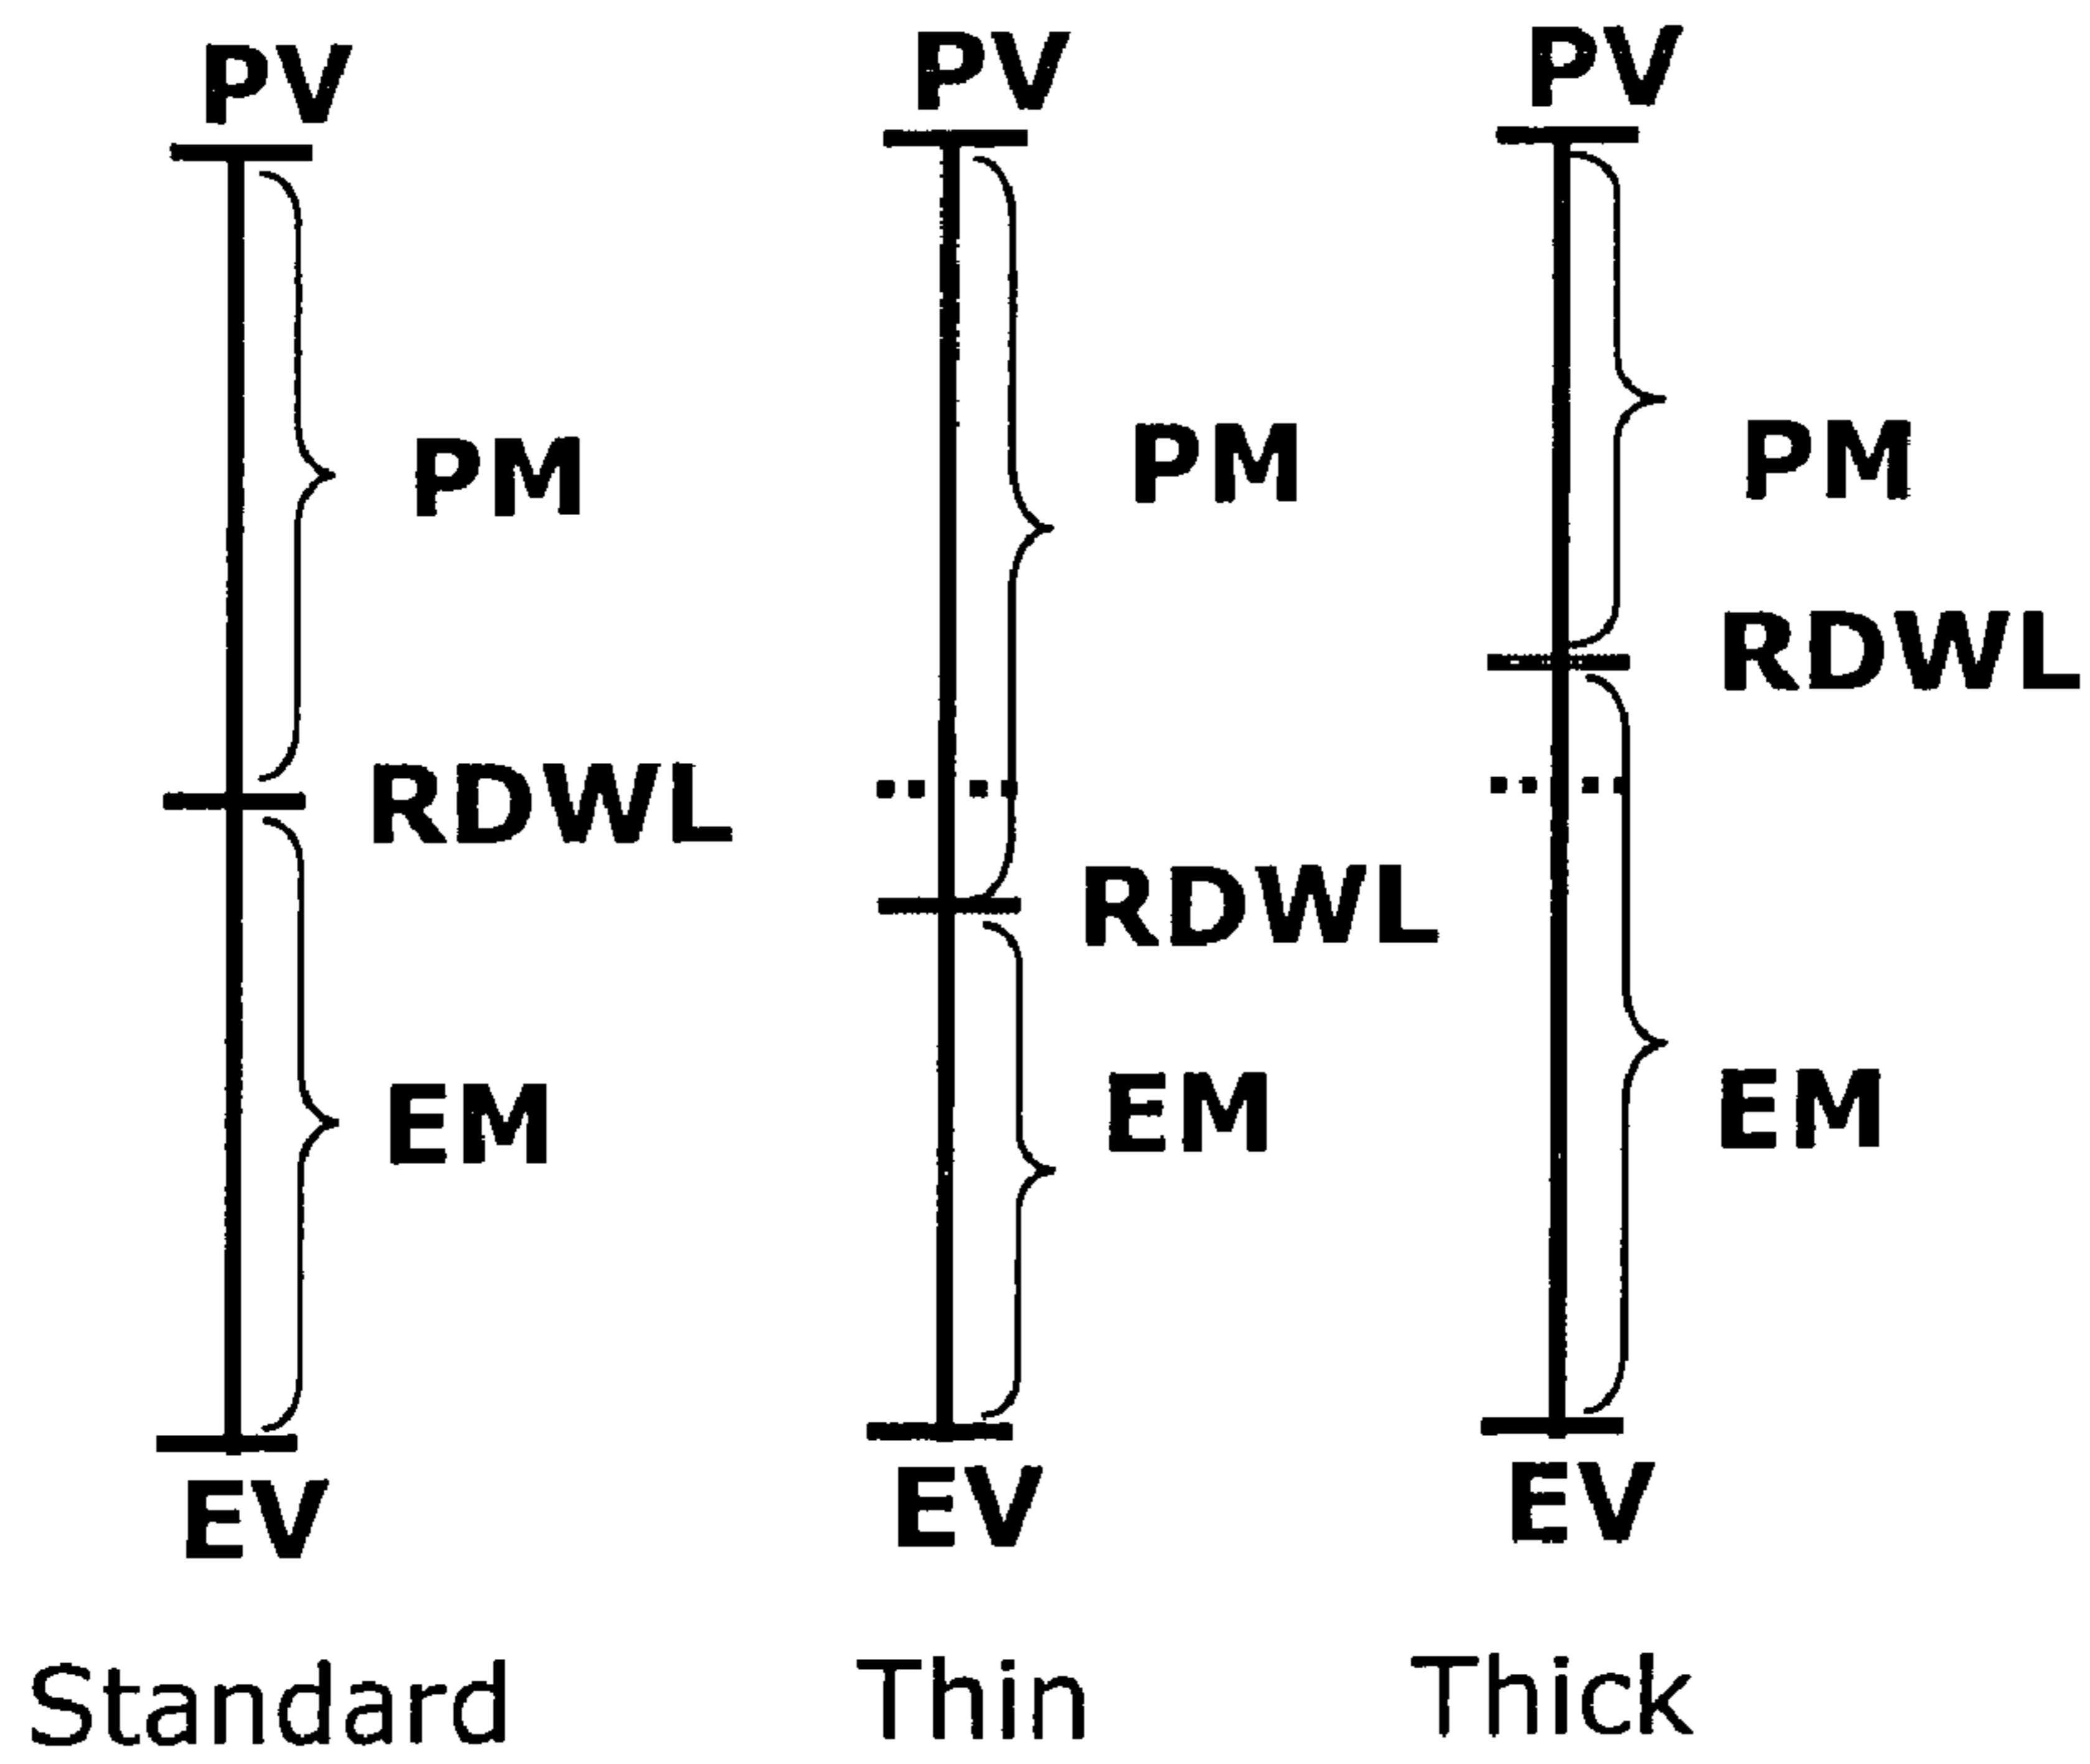 PV
PM
RDWL
EM
EV
Standard
PV
PM
RDWL
EM
EV
Thin
PV
PM
RDWL
EM
EV
Thick